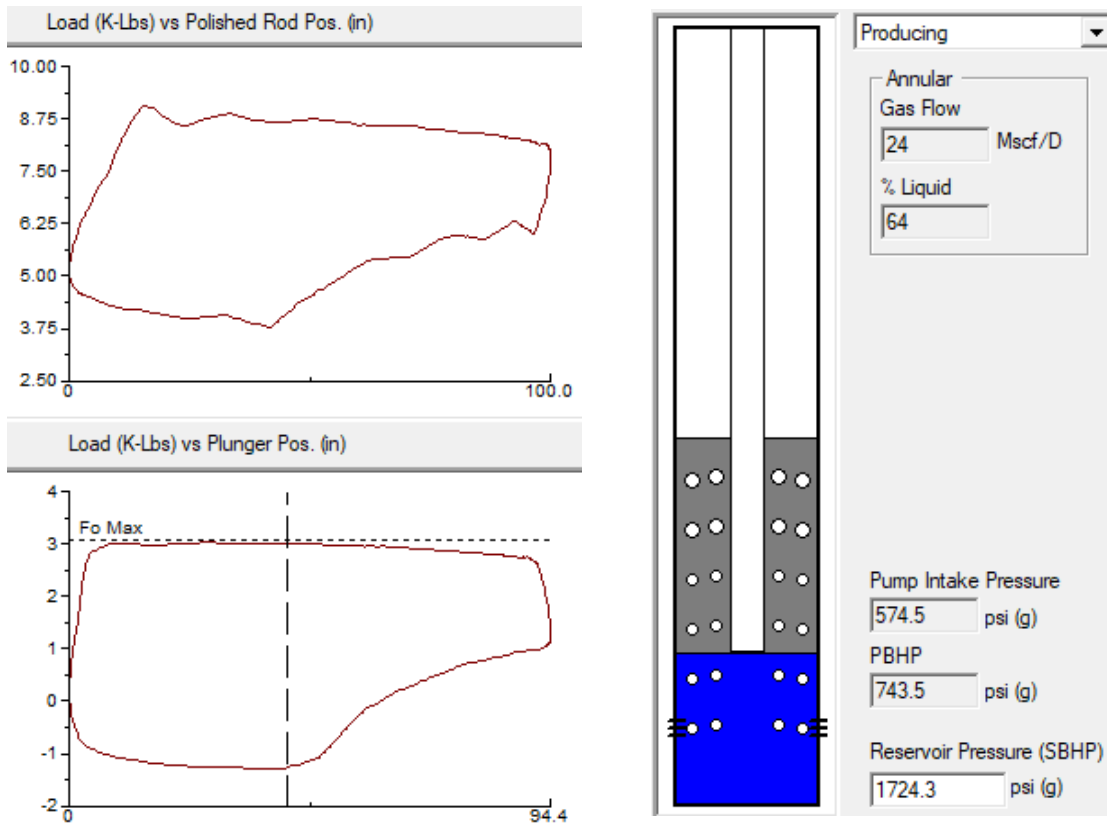 Load (K-Lbs) vs Polished Rod Pos. (in)
10.00
8.75
7.50
6.25
5.00
3.75
2.50
0
100.0
Load (K-Lbs) vs Plunger Pos. (in)
4
Fo Max
3
2
1
0
-1
-2
0
94.4
Producing
Annular
Gas Flow
24 Mscf/D
% Liquid
64
Pump Intake Pressure
574.5 psi (g)
PBHP
743.5 psi (g)
Reservoir Pressure (SBHP)
1724.3 psi (g)